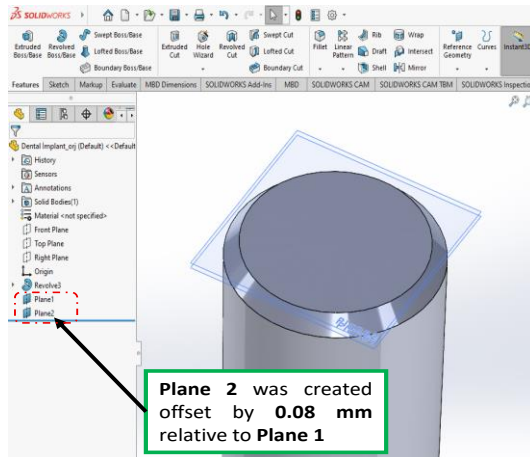 SOLIDWORKS
Extruded Boss/Base
Revolved Boss/Base
Swept Boss/Base
Lofted Boss/Base
Boundary Boss/Base
Extruded Cut
Hole Wizard
Revolved Cut
Swept Cut
Lofted Cut
Boundary Cut
Fillet
Linear Pattern
Rib
Draft
Shell
Wrap
Intersect
Mirror
Reference Geometry
Curves
Instant3D
Features Sketch Markup Evaluate MBD Dimensions SOLIDWORKS Add-Ins MBD SOLIDWORKS CAM SOLIDWORKS CAM TBM SOLIDWORKS Inspectio
Dental Implant_orj (Default) <<Default
History
Sensors
Annotations
Solid Bodies(1)
Material <not specified>
Front Plane
Top Plane
Right Plane
Origin
Revolve3
Plane1
Plane2
Plane 2 was created
offset by 0.08 mm
relative to Plane 1